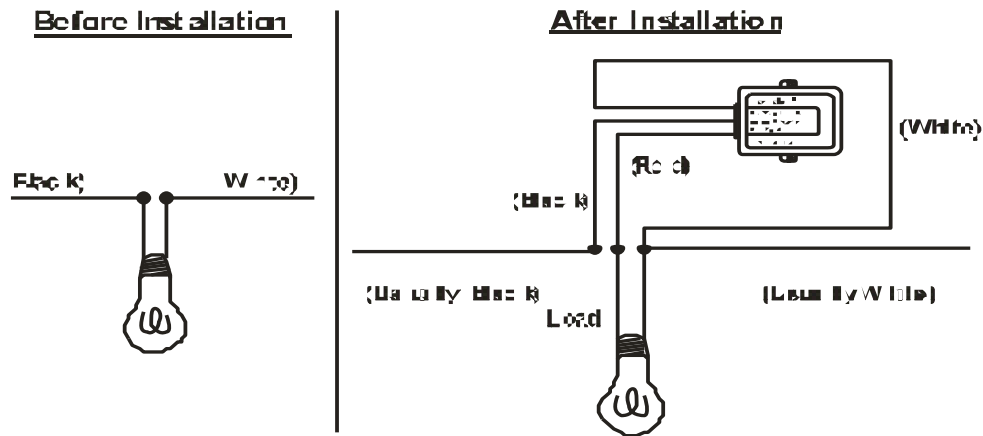 Before Installation
After Installation
(White)
(Red)
(Black)
(Black)
White)
(Usually Black)
(Usually White)
Load